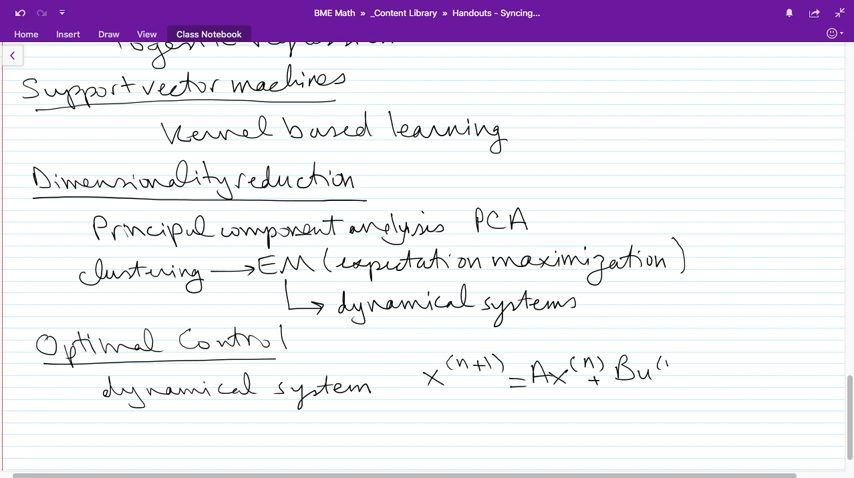 BME Math » _Content Library » Handouts - Syncing...
Home Insert Draw View Class Notebook
Support vector machines
Kernel based learning
Dimensionality reduction
Principal component analysis PCA
clustering → EM (expectation maximization)
↳ dynamical systems
Optimal Control
dynamical system x^(n+1) = Ax^(n) + Bu(